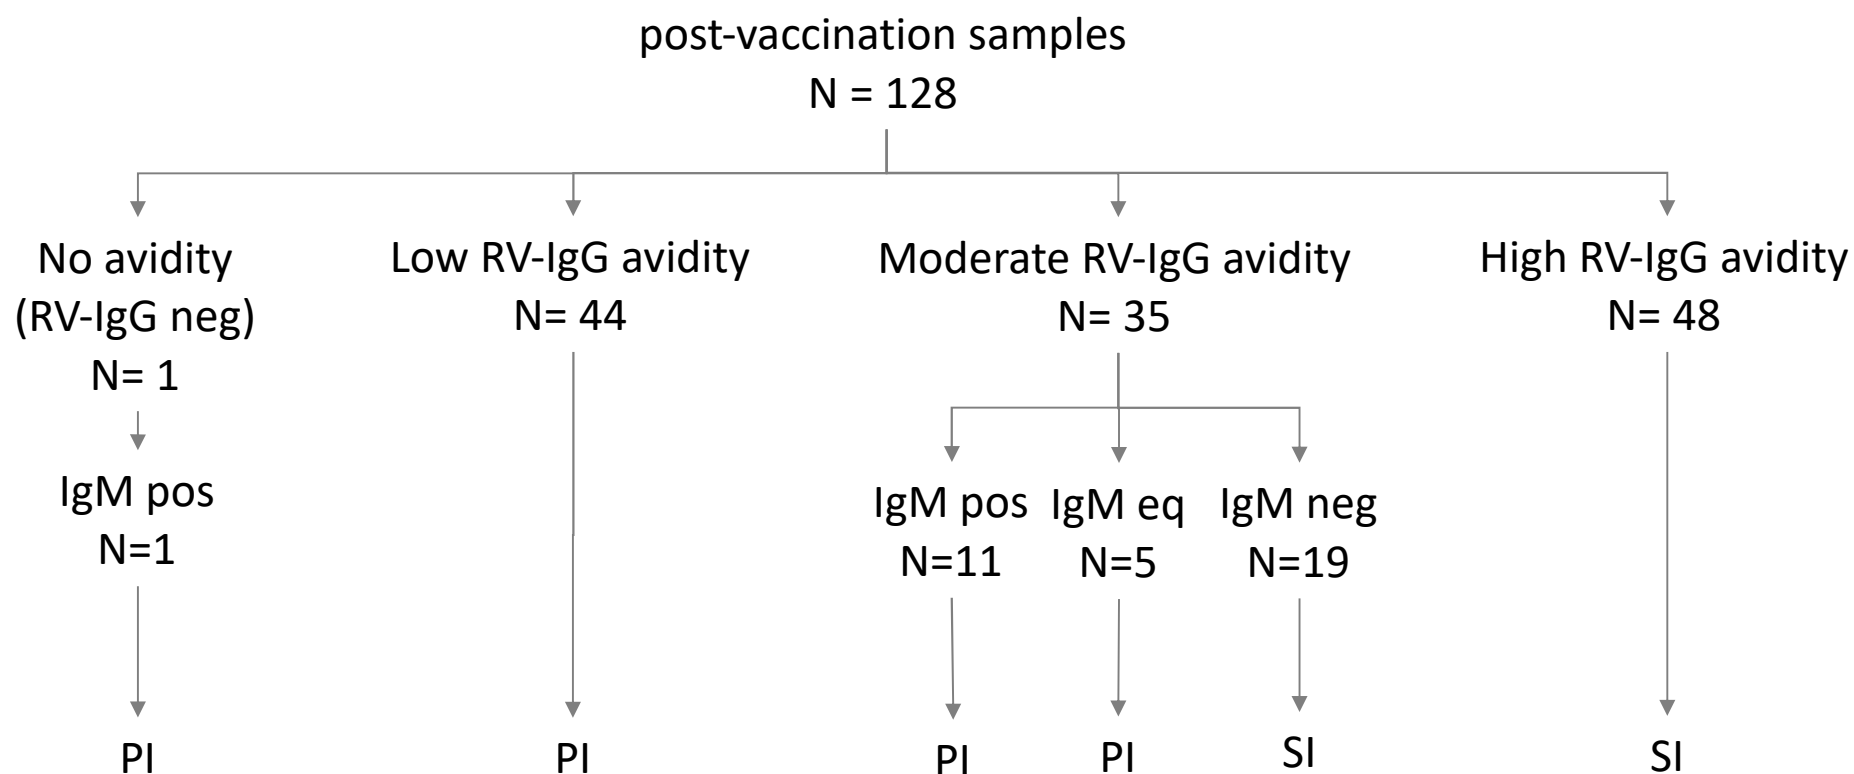 post-vaccination samples
N = 128
No avidity
(RV-IgG neg)
N= 1
Low RV-IgG avidity
N= 44
Moderate RV-IgG avidity
N= 35
High RV-IgG avidity
N= 48
IgM pos
N=1
IgM pos
N=11
IgM eq
N=5
IgM neg
N=19
PI
PI
PI
PI
SI
SI